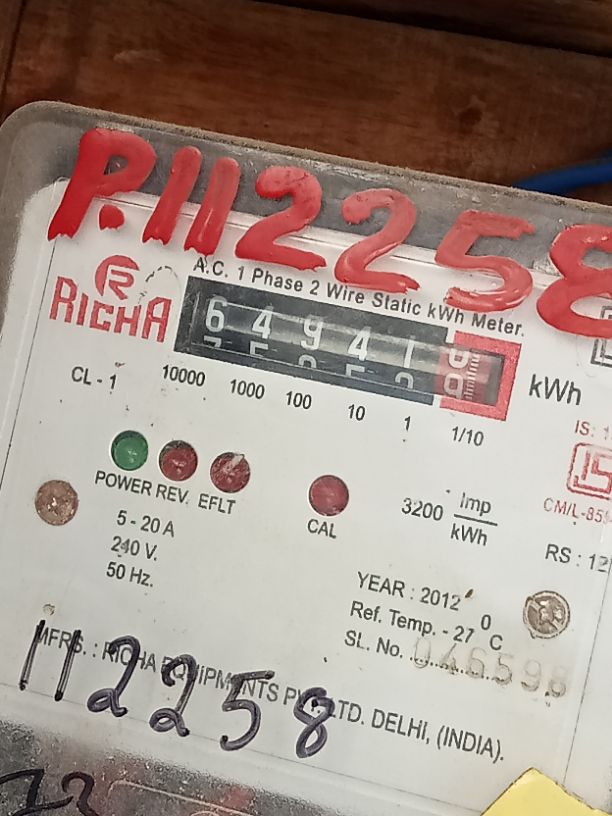 P.112258
RICHA
A.C. 1 Phase 2 Wire Static kWh Meter.
6 4 9 4 1
kWh
CL - 1
10000 1000 100 10 1 1/10
IS:
CM/L-85
POWER REV. EFLT
CAL
3200 Imp/kWh
RS : 12
5 - 20 A
240 V.
50 Hz.
YEAR : 2012
Ref. Temp. - 27 °C
SL. No. 046598
MFRS. : RICHA EQUIPMENTS PVT. LTD. DELHI, (INDIA).
112258